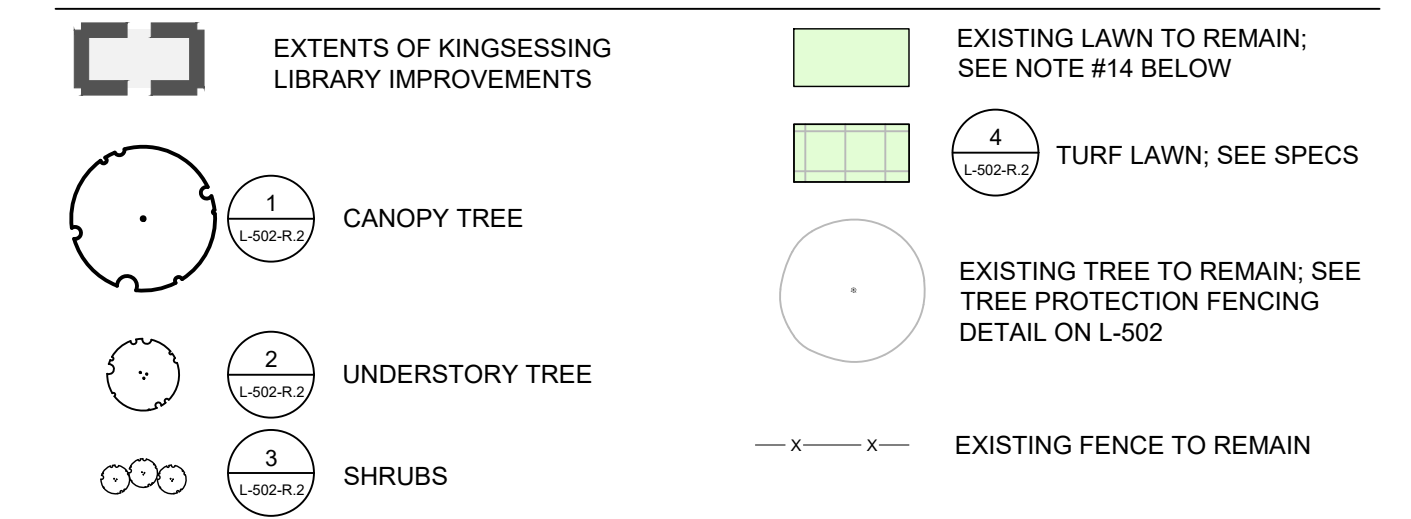 EXTENTS OF KINGSESSING
LIBRARY IMPROVEMENTS
1
L-502-R.2
CANOPY TREE
2
L-502-R.2
UNDERSTORY TREE
3
L-502-R.2
SHRUBS
EXISTING LAWN TO REMAIN;
SEE NOTE #14 BELOW
4
L-502-R.2
TURF LAWN; SEE SPECS
EXISTING TREE TO REMAIN; SEE
TREE PROTECTION FENCING
DETAIL ON L-502
X X
EXISTING FENCE TO REMAIN